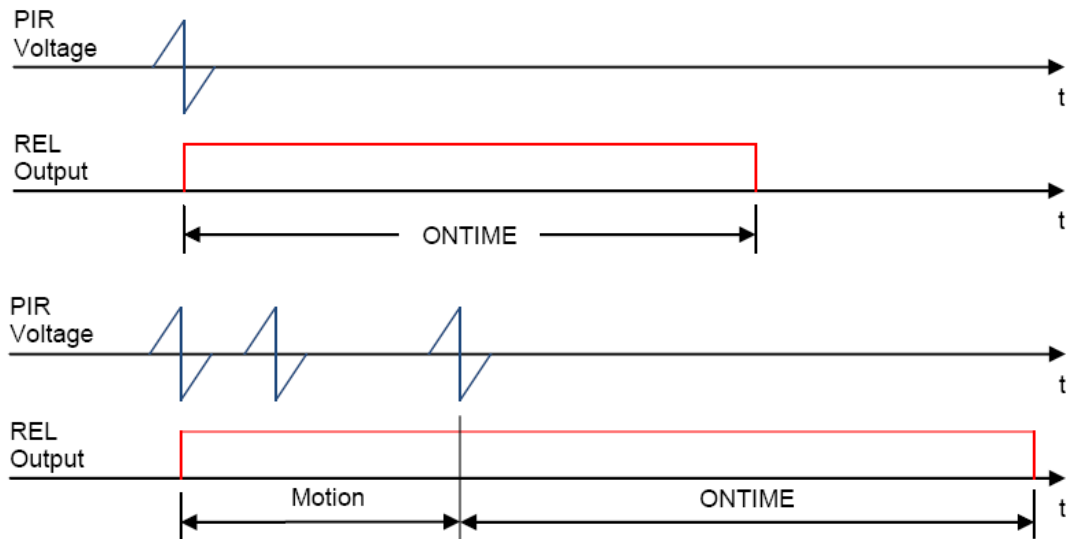 PIR
Voltage
t
REL
Output
t
ONTIME
PIR
Voltage
t
REL
Output
t
Motion
ONTIME